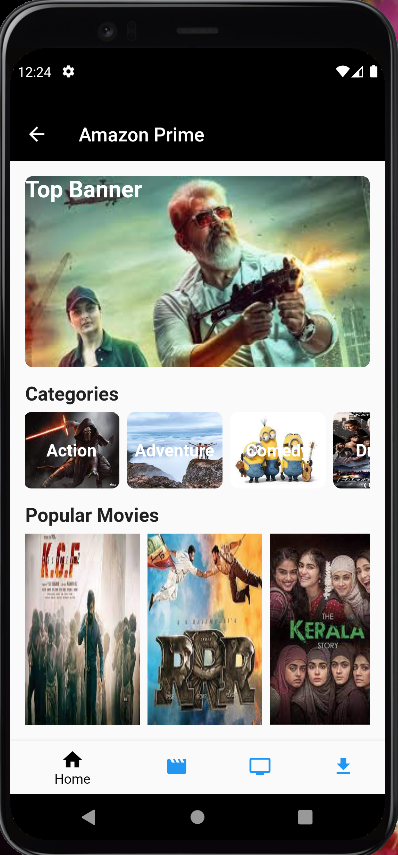 12:24
Amazon Prime
Top Banner
Categories
Action
Adventure
Comedy
Dr
Popular Movies
K.G.F
RRR
THE
KERALA
STORY
Home